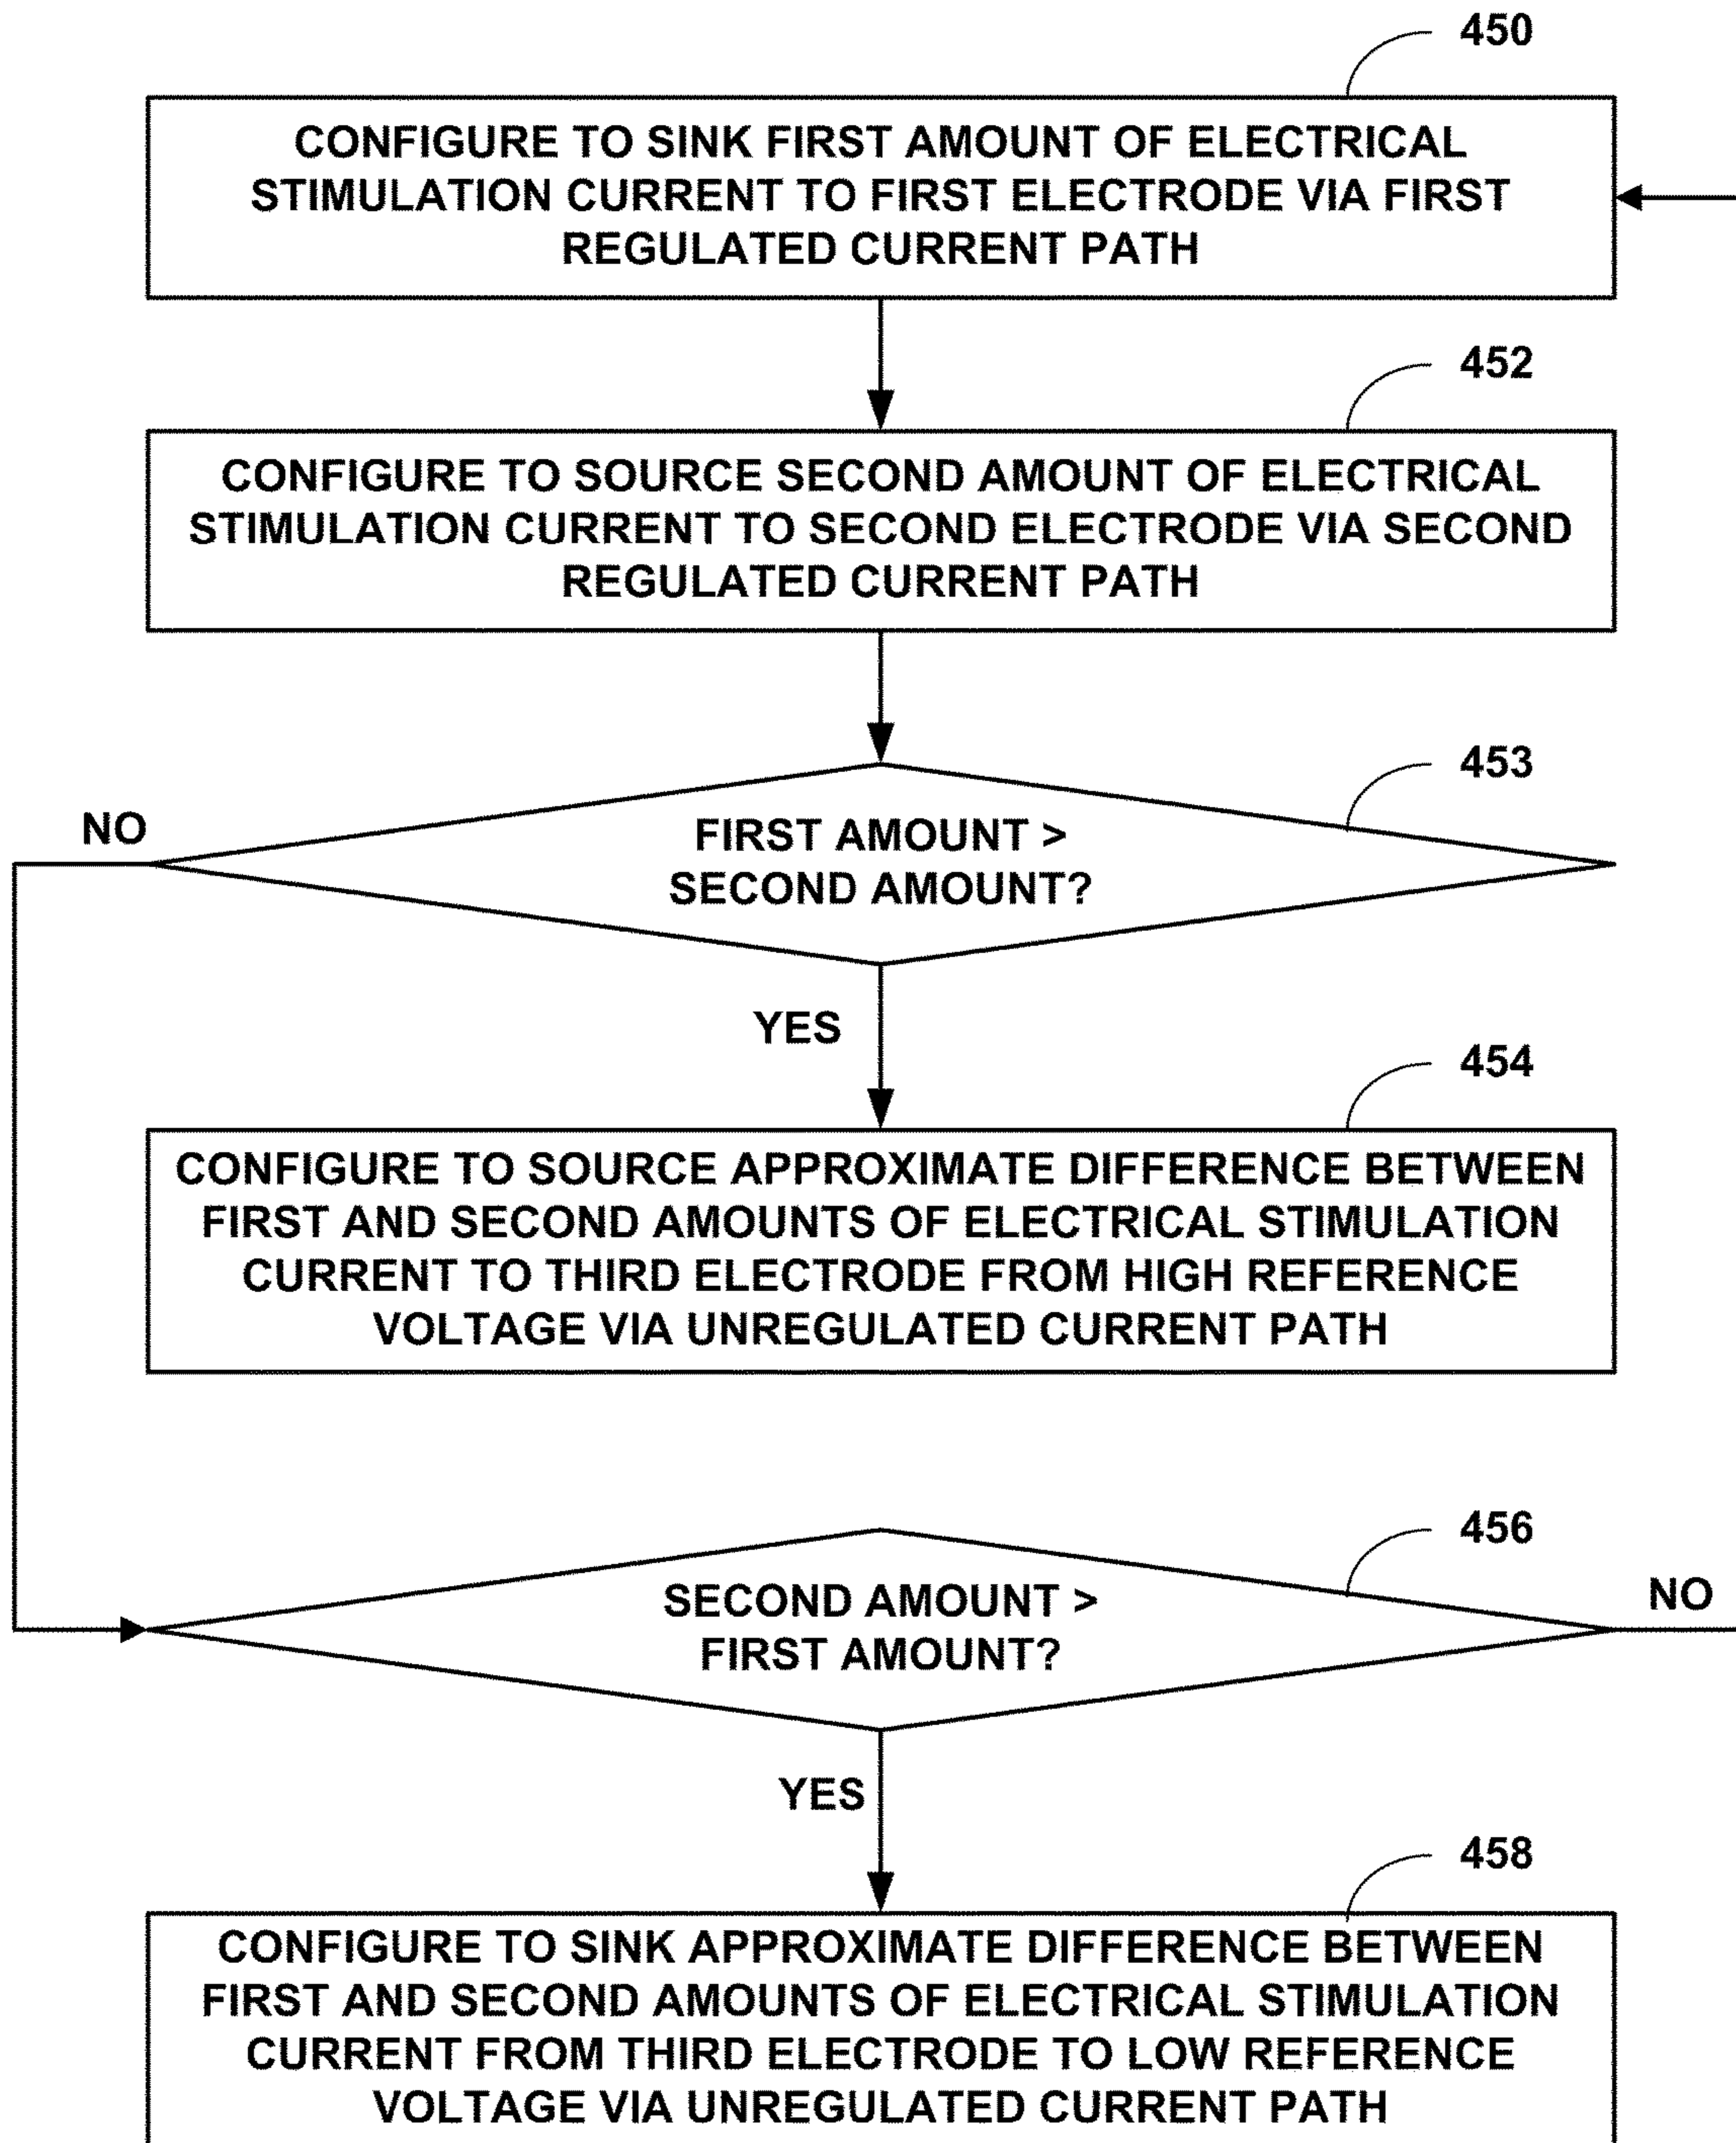 450
CONFIGURE TO SINK FIRST AMOUNT OF ELECTRICAL
STIMULATION CURRENT TO FIRST ELECTRODE VIA FIRST
REGULATED CURRENT PATH
452
CONFIGURE TO SOURCE SECOND AMOUNT OF ELECTRICAL
STIMULATION CURRENT TO SECOND ELECTRODE VIA SECOND
REGULATED CURRENT PATH
453
NO
FIRST AMOUNT >
SECOND AMOUNT?
YES
454
CONFIGURE TO SOURCE APPROXIMATE DIFFERENCE BETWEEN
FIRST AND SECOND AMOUNTS OF ELECTRICAL STIMULATION
CURRENT TO THIRD ELECTRODE FROM HIGH REFERENCE
VOLTAGE VIA UNREGULATED CURRENT PATH
456
SECOND AMOUNT >
FIRST AMOUNT?
NO
YES
458
CONFIGURE TO SINK APPROXIMATE DIFFERENCE BETWEEN
FIRST AND SECOND AMOUNTS OF ELECTRICAL STIMULATION
CURRENT FROM THIRD ELECTRODE TO LOW REFERENCE
VOLTAGE VIA UNREGULATED CURRENT PATH